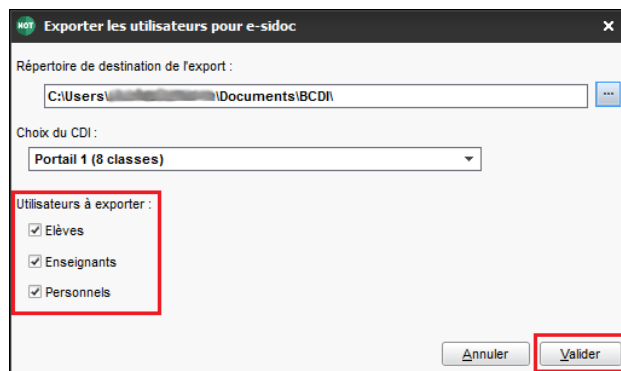 NOT Exporter les utilisateurs pour e-sidoc
Répertoire de destination de l'export :
C:\Users\ \Documents\BCDI\
...
Choix du CDI :
Portail 1 (8 classes)
Utilisateurs à exporter :
Elèves
Enseignants
Personnels
Annuler Valider